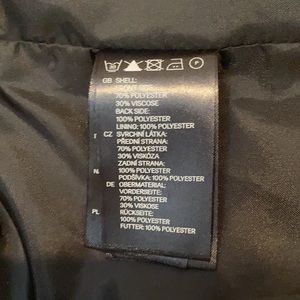 GB SHELL:
FRONT SIDE:
70% POLYESTER
30% VISCOSE
BACK SIDE:
100% POLYESTER
LINING: 100% POLYESTER
CZ SVRCHNÍ LÁTKA:
PŘEDNÍ STRANA:
70% POLYESTER
30% VISKÓZA
ZADNÍ STRANA:
100% POLYESTER
PODŠÍVKA: 100% POLYESTER
DE OBERMATERIAL:
VORDERSEITE:
70% POLYESTER
30% VISKOSE
RÜCKSEITE:
100% POLYESTER
FUTTER: 100% POLYESTER
PL